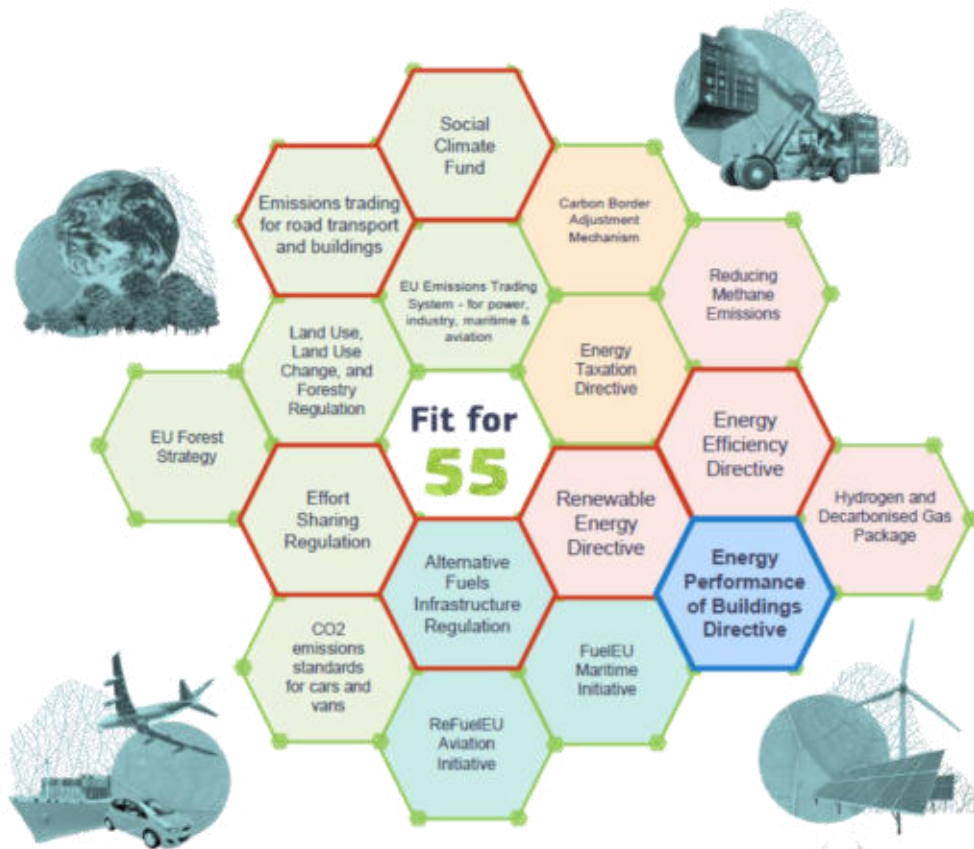 Social
Climate
Fund
Emissions trading
for road transport
and buildings
Carbon Border
Adjustment
Mechanism
EU Emissions Trading
System - for power,
industry, maritime &
aviation
Reducing
Methane
Emissions
Land Use,
Land Use
Change, and
Forestry
Regulation
Energy
Taxation
Directive
Fit for
55
EU Forest
Strategy
Energy
Efficiency
Directive
Effort
Sharing
Regulation
Renewable
Energy
Directive
Hydrogen and
Decarbonised Gas
Package
Alternative
Fuels
Infrastructure
Regulation
Energy
Performance
of Buildings
Directive
CO2
emissions
standards
for cars and
vans
FuelEU
Maritime
Initiative
ReFuelEU
Aviation
Initiative